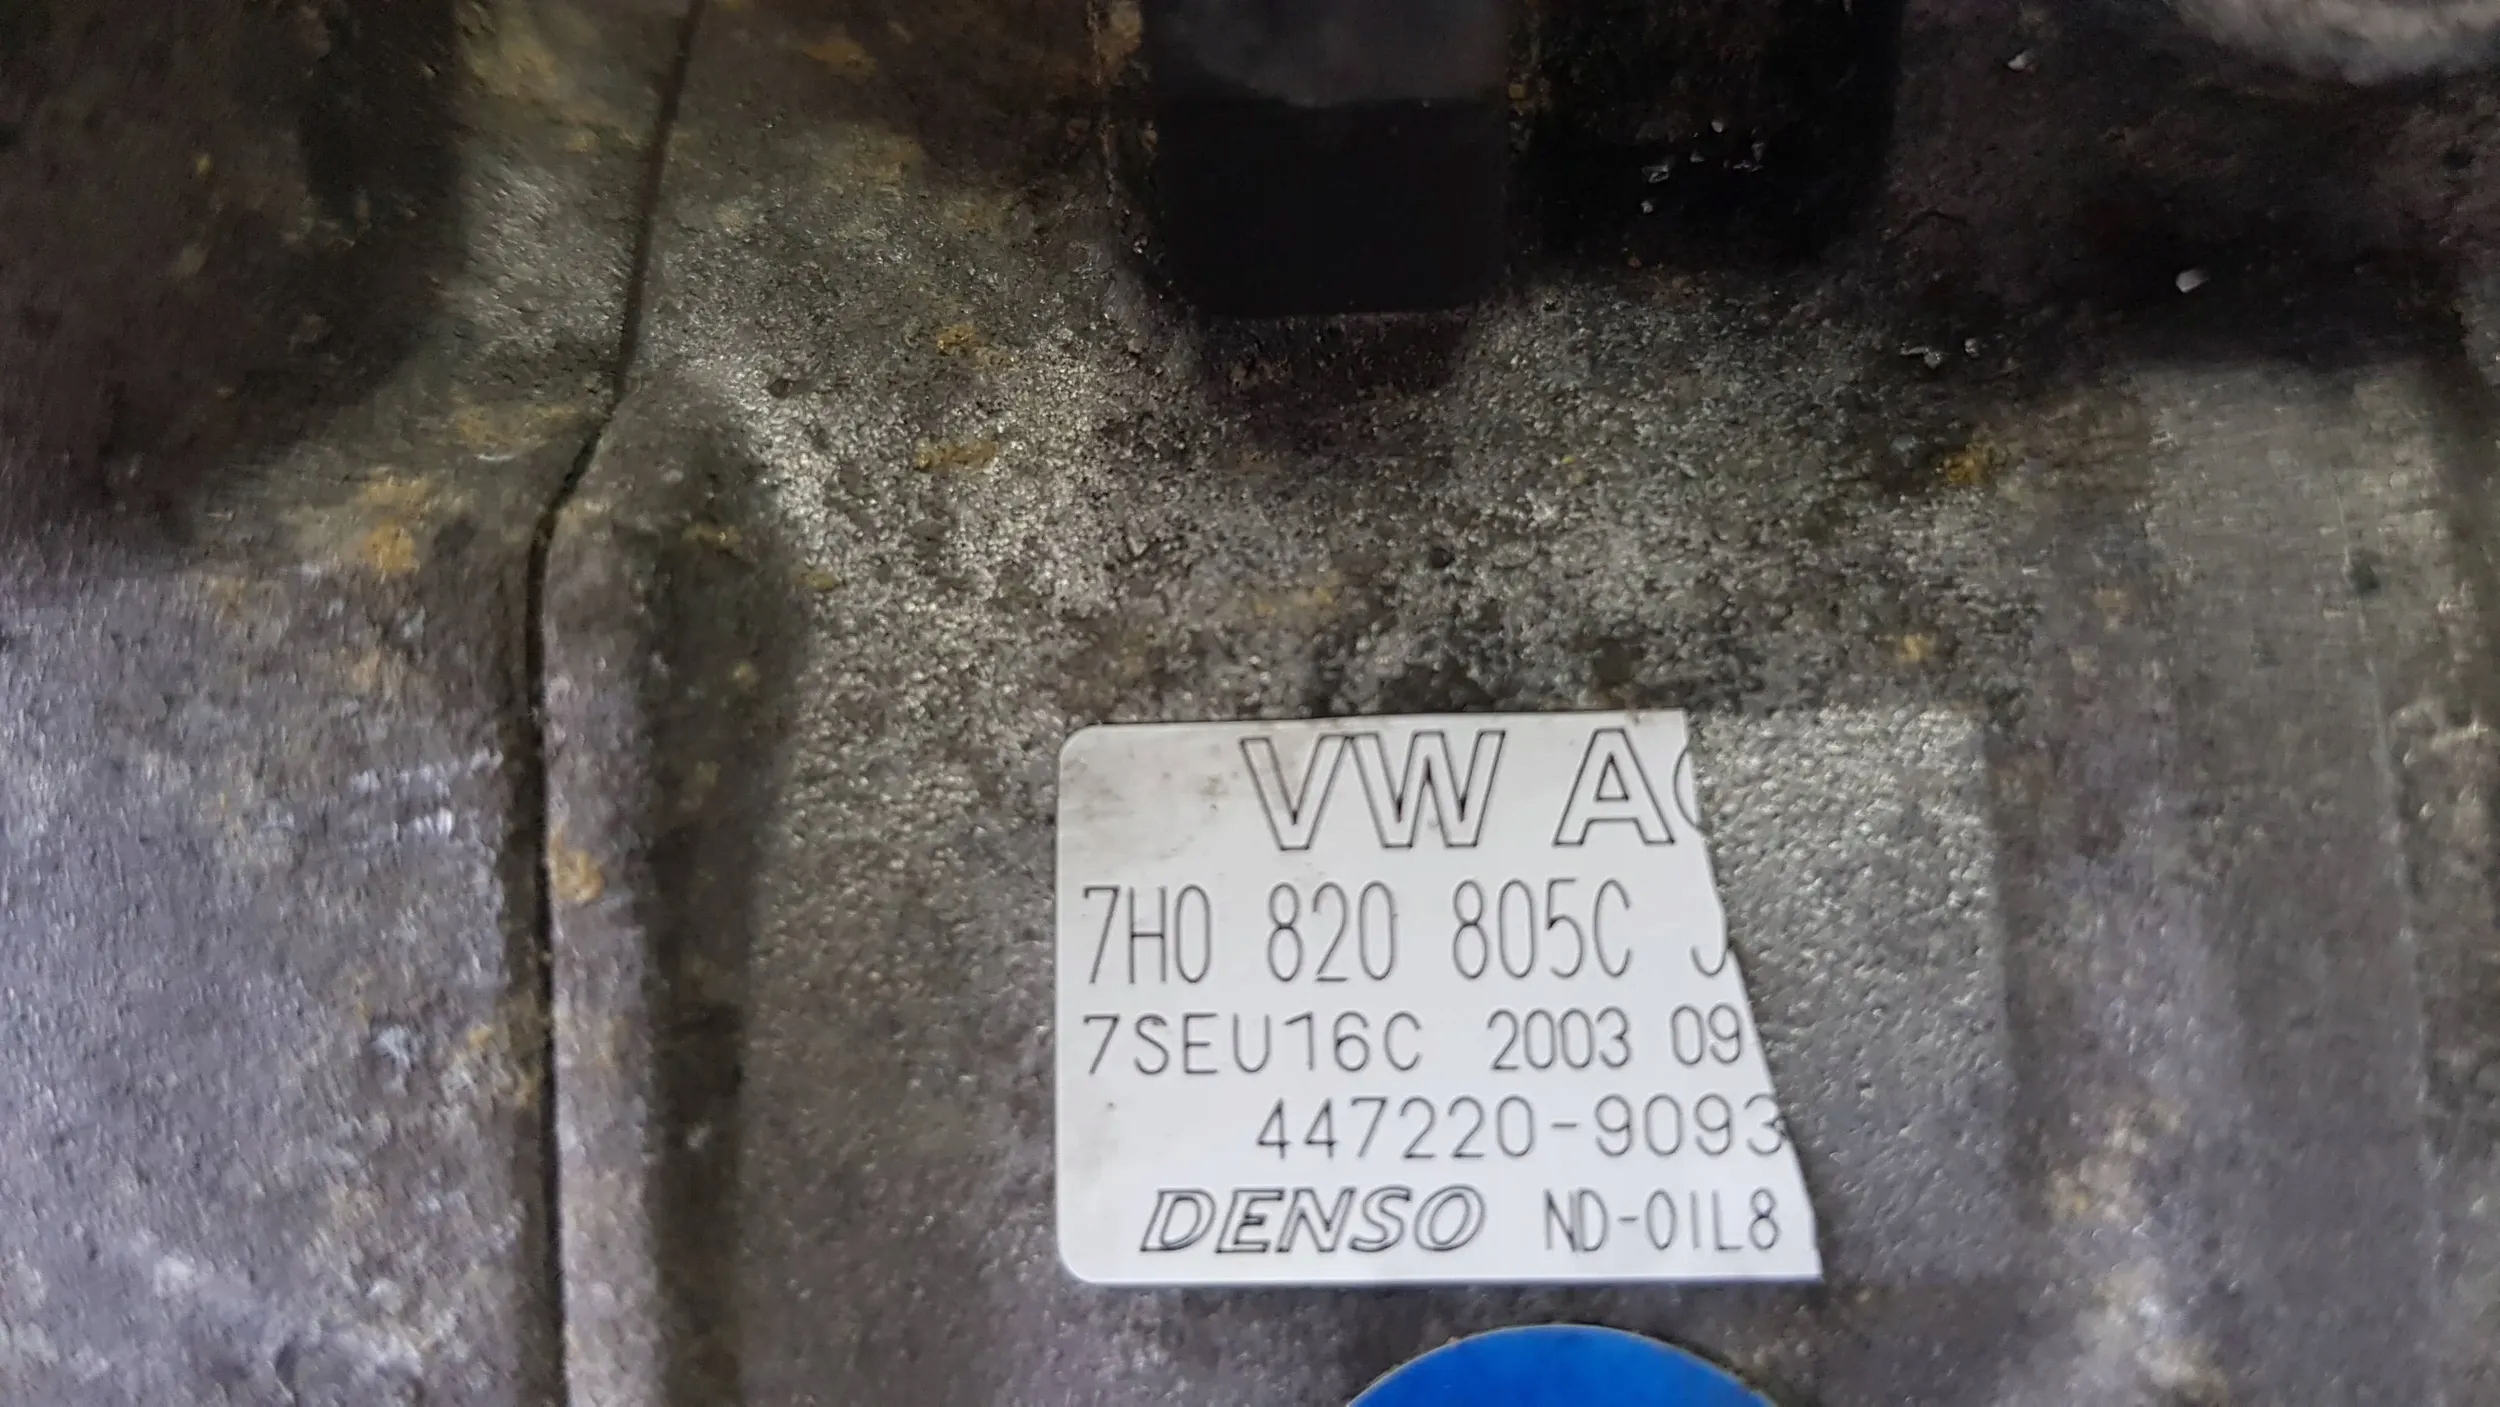 VW A
7H0 820 805C J
7SEU16C 2003 09
447220-9093
DENSO ND-OIL8